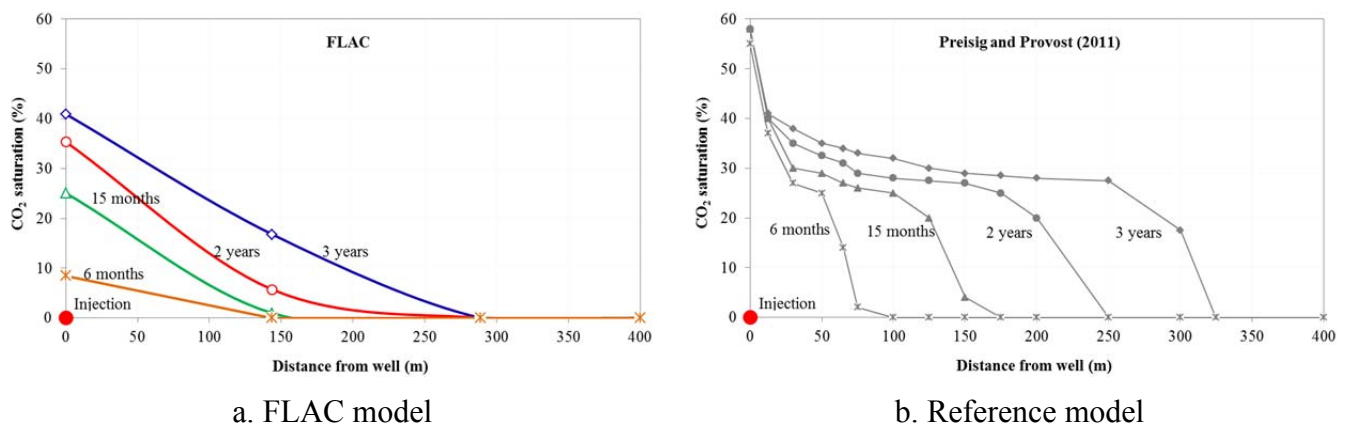 FLAC
60
50
40
30
20
10
0
CO₂ saturation (%)
15 months
2 years
3 years
6 months
Injection
0 50 100 150 200 250 300 350 400
Distance from well (m)
a. FLAC model
Preisig and Provost (2011)
60
50
40
30
20
10
0
CO₂ saturation (%)
6 months
15 months
2 years
3 years
Injection
0 50 100 150 200 250 300 350 400
Distance from well (m)
b. Reference model